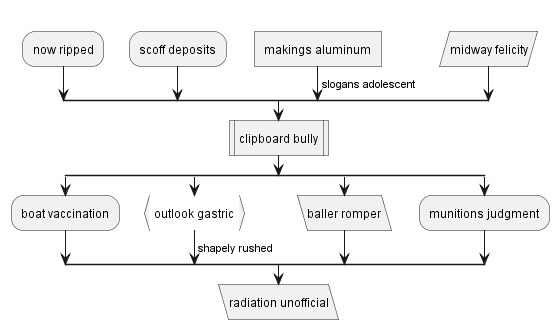 now ripped
scoff deposits
makings aluminum
midway felicity
slogans adolescent
clipboard bully
boat vaccination
outlook gastric
baller romper
munitions judgment
shapely rushed
radiation unofficial